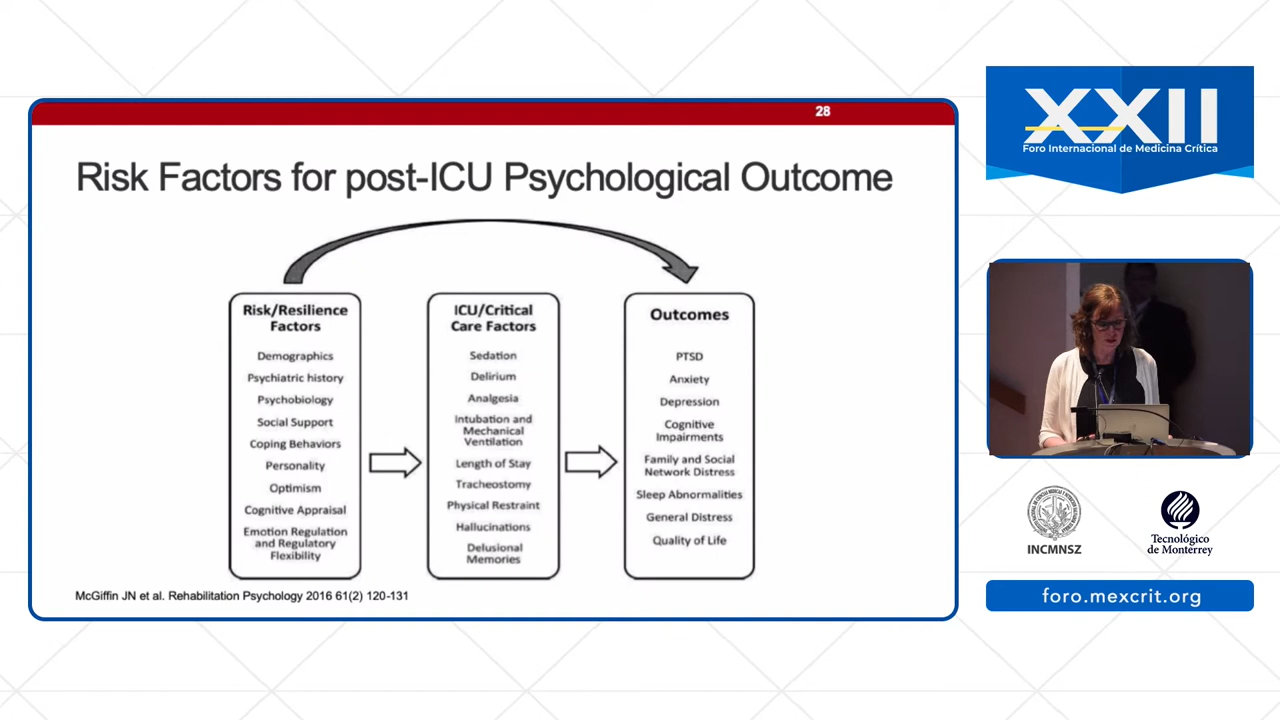 28
Risk Factors for post-ICU Psychological Outcome
Risk/Resilience
Factors
Demographics
Psychiatric history
Psychobiology
Social Support
Coping Behaviors
Personality
Optimism
Cognitive Appraisal
Emotion Regulation
and Regulatory
Flexibility
ICU/Critical
Care Factors
Sedation
Delirium
Analgesia
Intubation and
Mechanical
Ventilation
Length of Stay
Tracheostomy
Physical Restraint
Hallucinations
Delusional
Memories
Outcomes
PTSD
Anxiety
Depression
Cognitive
Impairments
Family and Social
Network Distress
Sleep Abnormalities
General Distress
Quality of Life
McGiffin JN et al. Rehabilitation Psychology 2016 61(2) 120-131
XXII
Foro Internacional de Medicina Crítica
INCMNSZ
Tecnológico
de Monterrey
foro.mexcrit.org